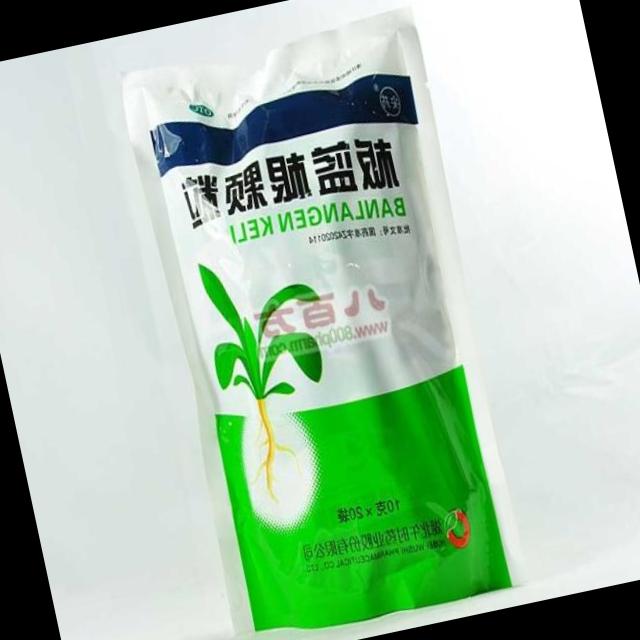 OTC
板蓝根颗粒
BANLANGEN KELI
批准文号：国药准字Z42020114
八百方
www.800pharm.com
10克×20袋
湖北午时药业股份有限公司
HUBEI WUSHI PHARMACEUTICAL CO., LTD.